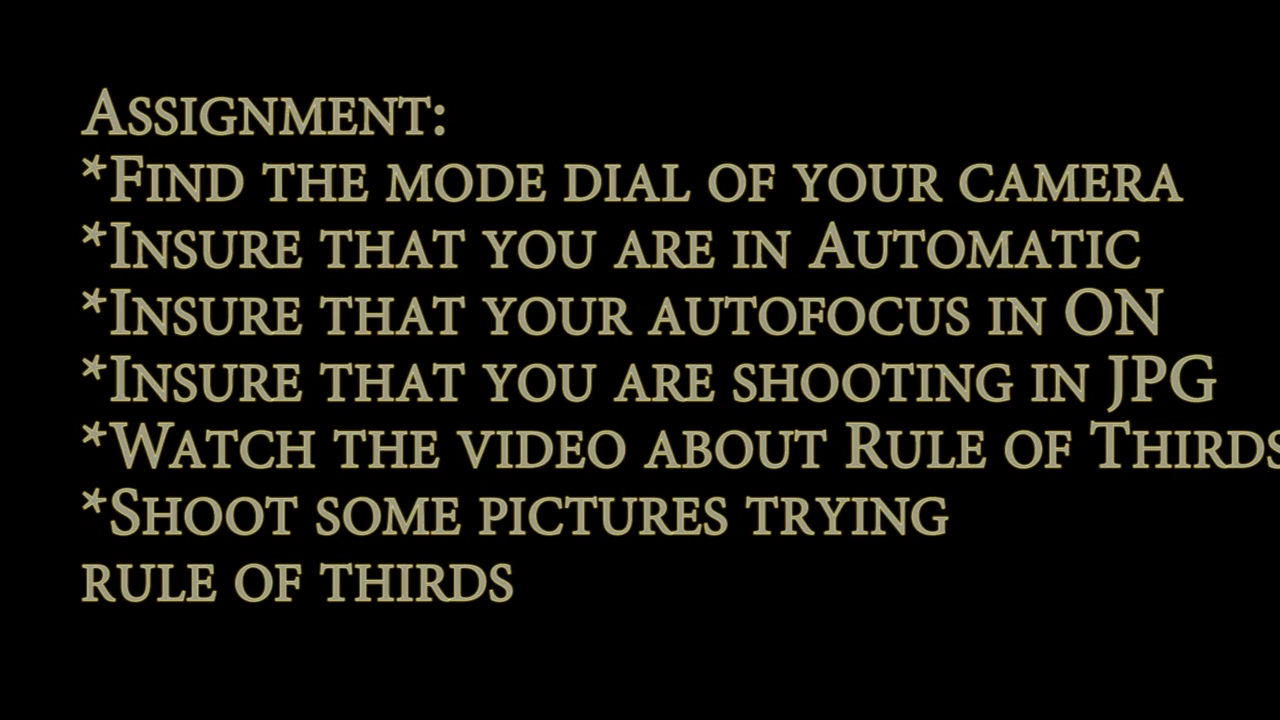 Assignment:
*Find the mode dial of your camera
*Insure that you are in Automatic
*Insure that your autofocus in ON
*Insure that you are shooting in JPG
*Watch the video about Rule of Thirds
*Shoot some pictures trying
rule of thirds